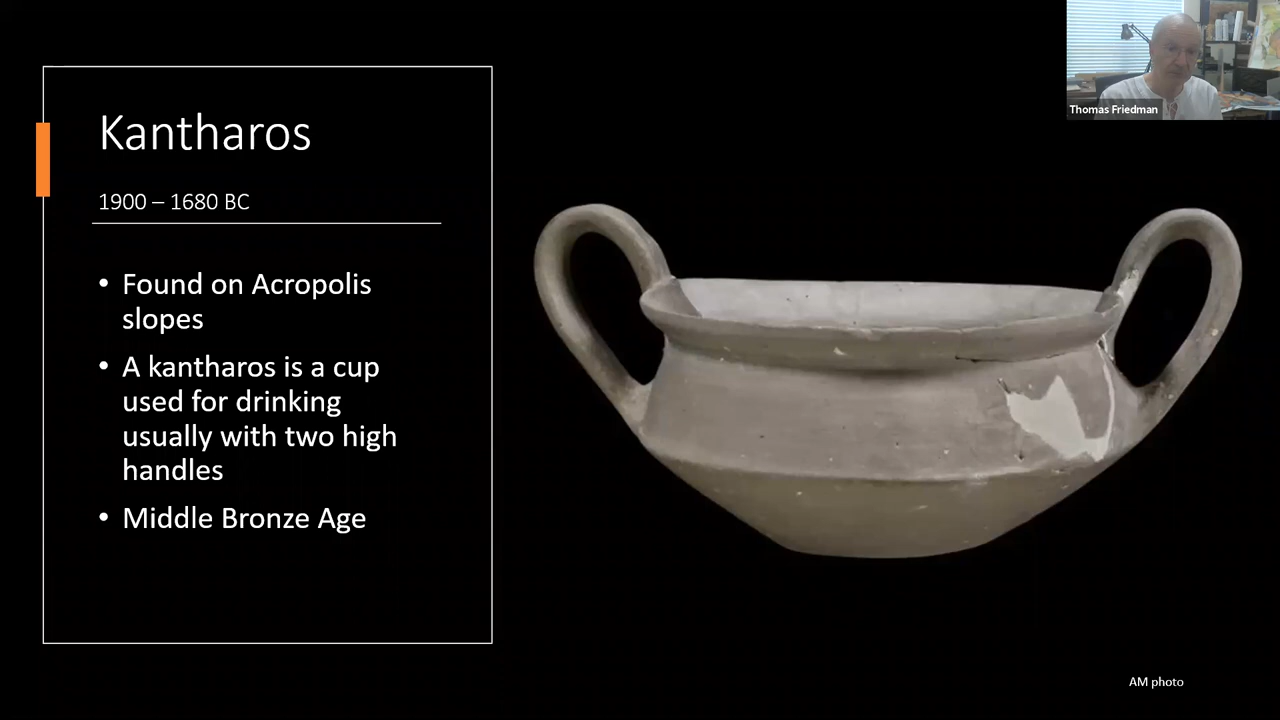 Kantharos
1900 – 1680 BC
• Found on Acropolis
slopes
• A kantharos is a cup
used for drinking
usually with two high
handles
• Middle Bronze Age
Thomas Friedman
AM photo